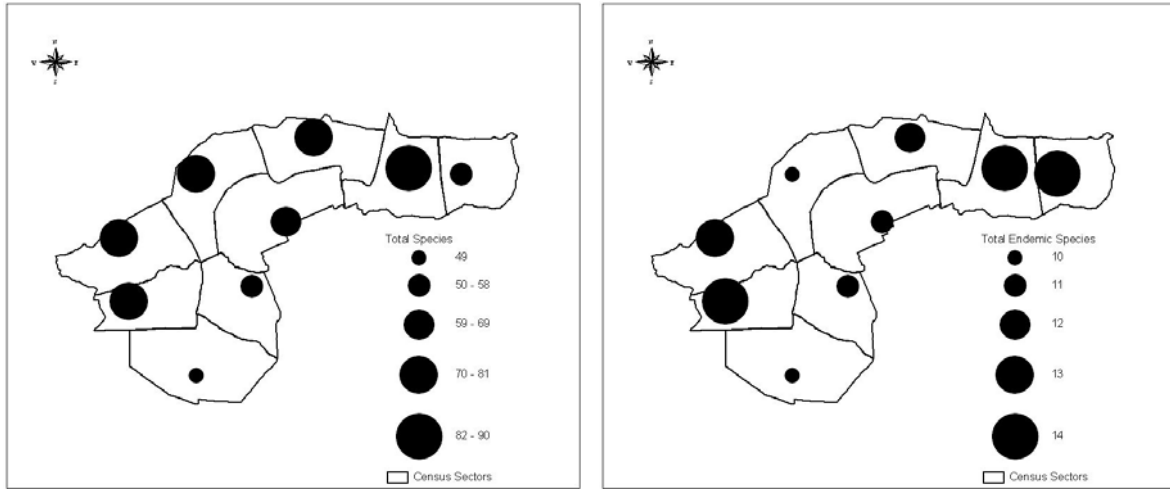 Total Species
49
50 - 58
59 - 69
70 - 81
82 - 90
Census Sectors
Total Endemic Species
10
11
12
13
14
Census Sectors